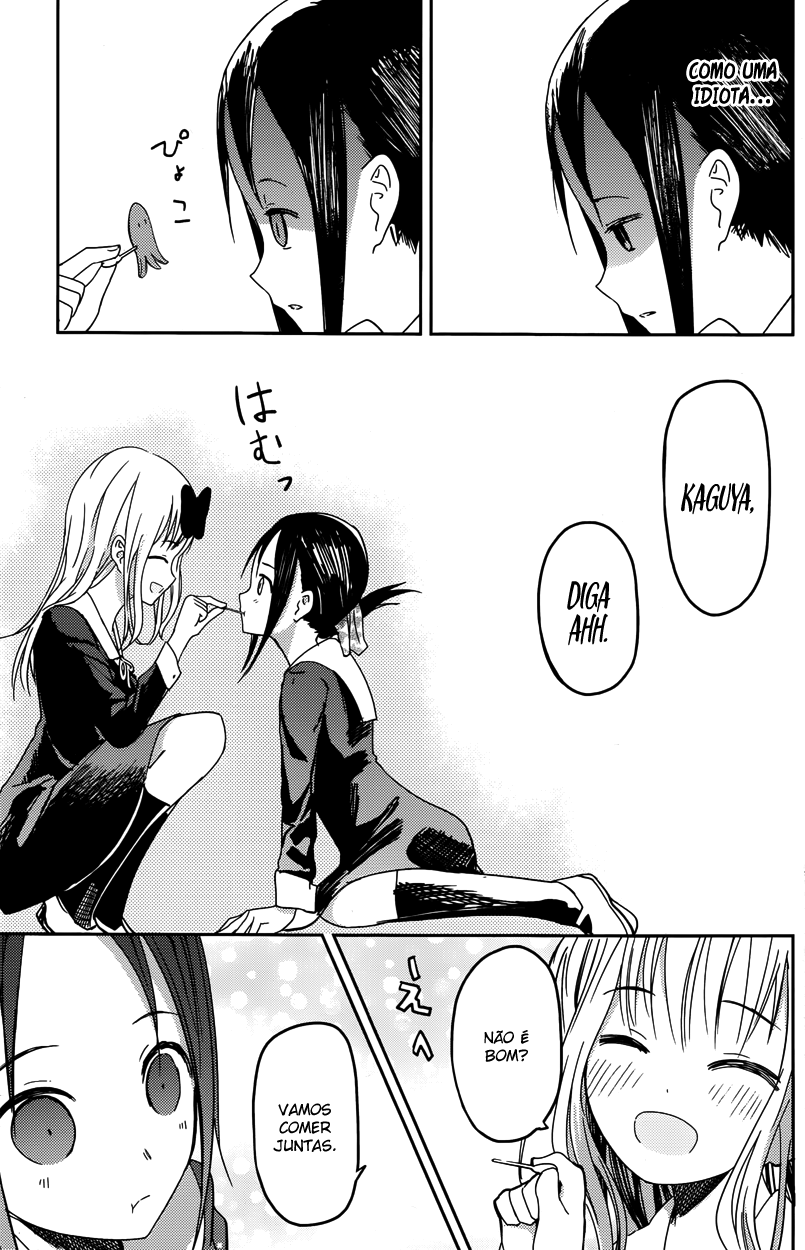 COMO UMA
IDIOTA...
ぴょこ
KAGUYA,
DIGA
AHH.
はむっ
NÃO É
BOM?
えへ
VAMOS
COMER
JUNTAS.